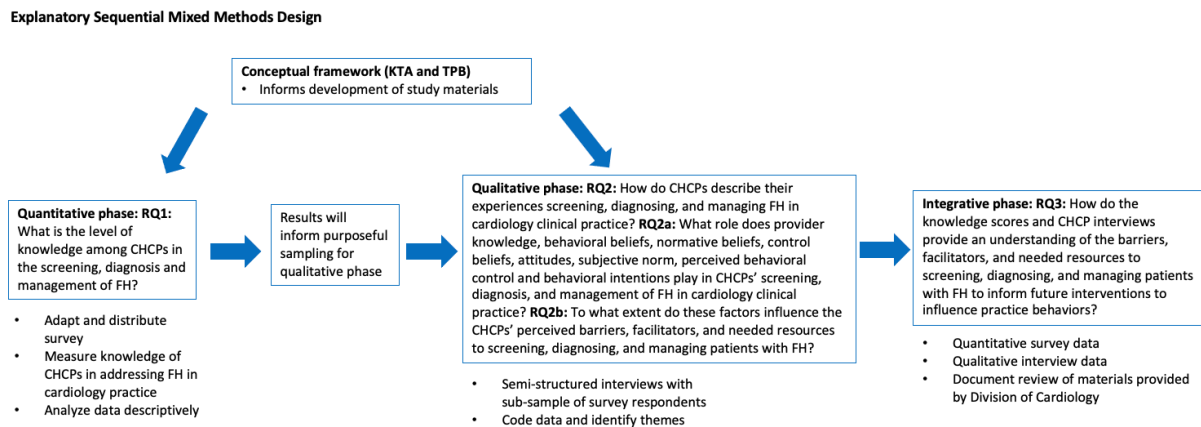 Explanatory Sequential Mixed Methods Design
Conceptual framework (KTA and TPB)
• Informs development of study materials
Quantitative phase: RQ1:
What is the level of
knowledge among CHCPs in
the screening, diagnosis and
management of FH?
• Adapt and distribute
survey
• Measure knowledge of
CHCPs in addressing FH in
cardiology practice
• Analyze data descriptively
Results will
inform purposeful
sampling for
qualitative phase
Qualitative phase: RQ2: How do CHCPs describe their
experiences screening, diagnosing, and managing FH in
cardiology clinical practice? RQ2a: What role does provider
knowledge, behavioral beliefs, normative beliefs, control
beliefs, attitudes, subjective norm, perceived behavioral
control and behavioral intentions play in CHCPs’ screening,
diagnosis, and management of FH in cardiology clinical
practice? RQ2b: To what extent do these factors influence the
CHCPs’ perceived barriers, facilitators, and needed resources
to screening, diagnosing, and managing patients with FH?
• Semi-structured interviews with
sub-sample of survey respondents
• Code data and identify themes
Integrative phase: RQ3: How do the
knowledge scores and CHCP interviews
provide an understanding of the barriers,
facilitators, and needed resources to
screening, diagnosing, and managing patients
with FH to inform future interventions to
influence practice behaviors?
• Quantitative survey data
• Qualitative interview data
• Document review of materials provided
by Division of Cardiology